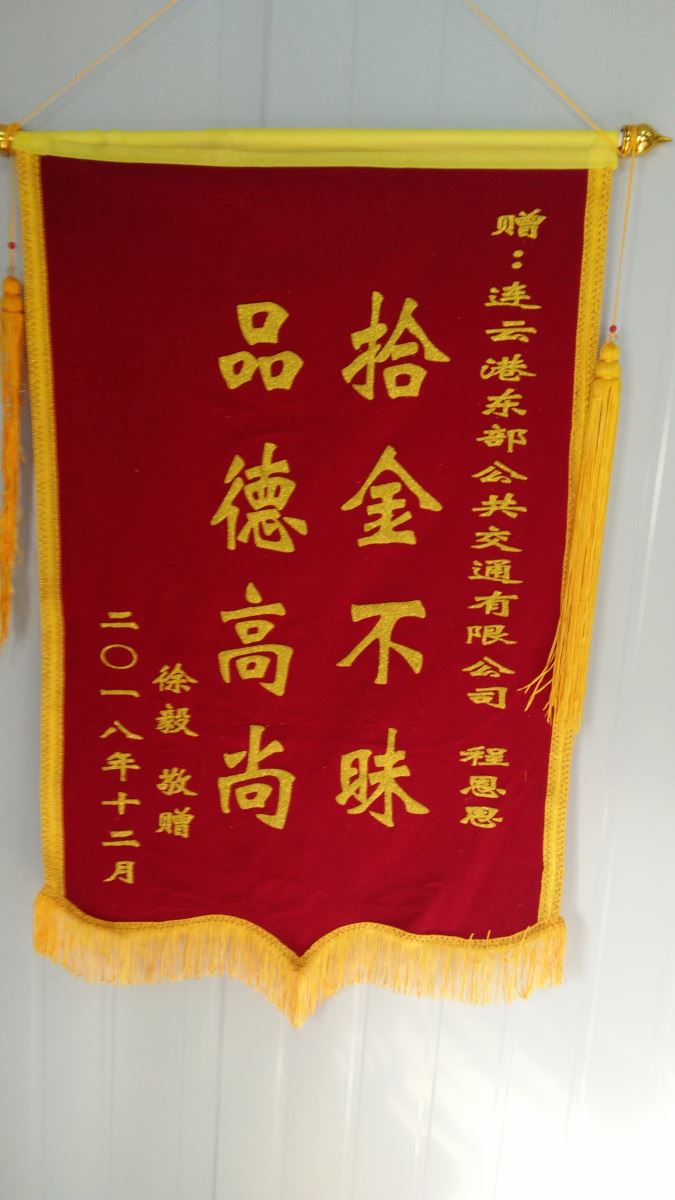 赠：连云港东部公共交通有限公司 程恩恩
拾金不昧
品德高尚
徐毅 敬赠
二〇一八年十二月